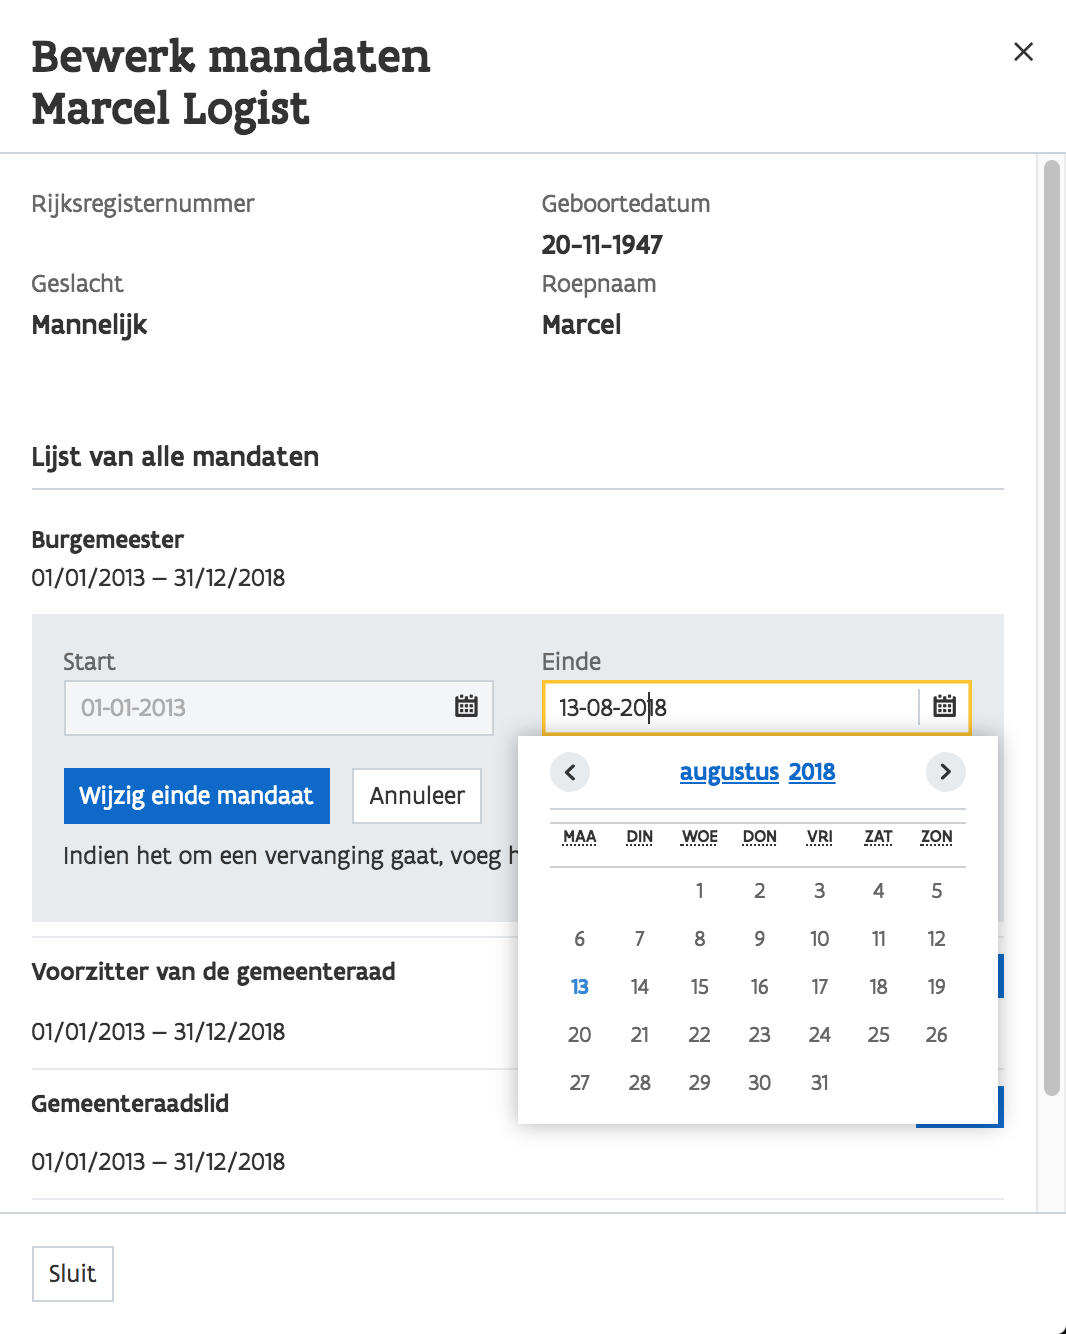 Bewerk mandaten
Marcel Logist
Rijksregisternummer
Geboortedatum
20-11-1947
Geslacht
Roepnaam
Mannelijk
Marcel
Lijst van alle mandaten
Burgemeester
01/01/2013 – 31/12/2018
Start
Einde
01-01-2013
13-08-2018
augustus 2018
Wijzig einde mandaat
Annuleer
MAA DIN WOE DON VRI ZAT ZON
Indien het om een vervanging gaat, voeg
1 2 3 4 5
6 7 8 9 10 11 12
Voorzitter van de gemeenteraad
13 14 15 16 17 18 19
01/01/2013 – 31/12/2018
20 21 22 23 24 25 26
27 28 29 30 31
Gemeenteraadslid
01/01/2013 – 31/12/2018
Sluit